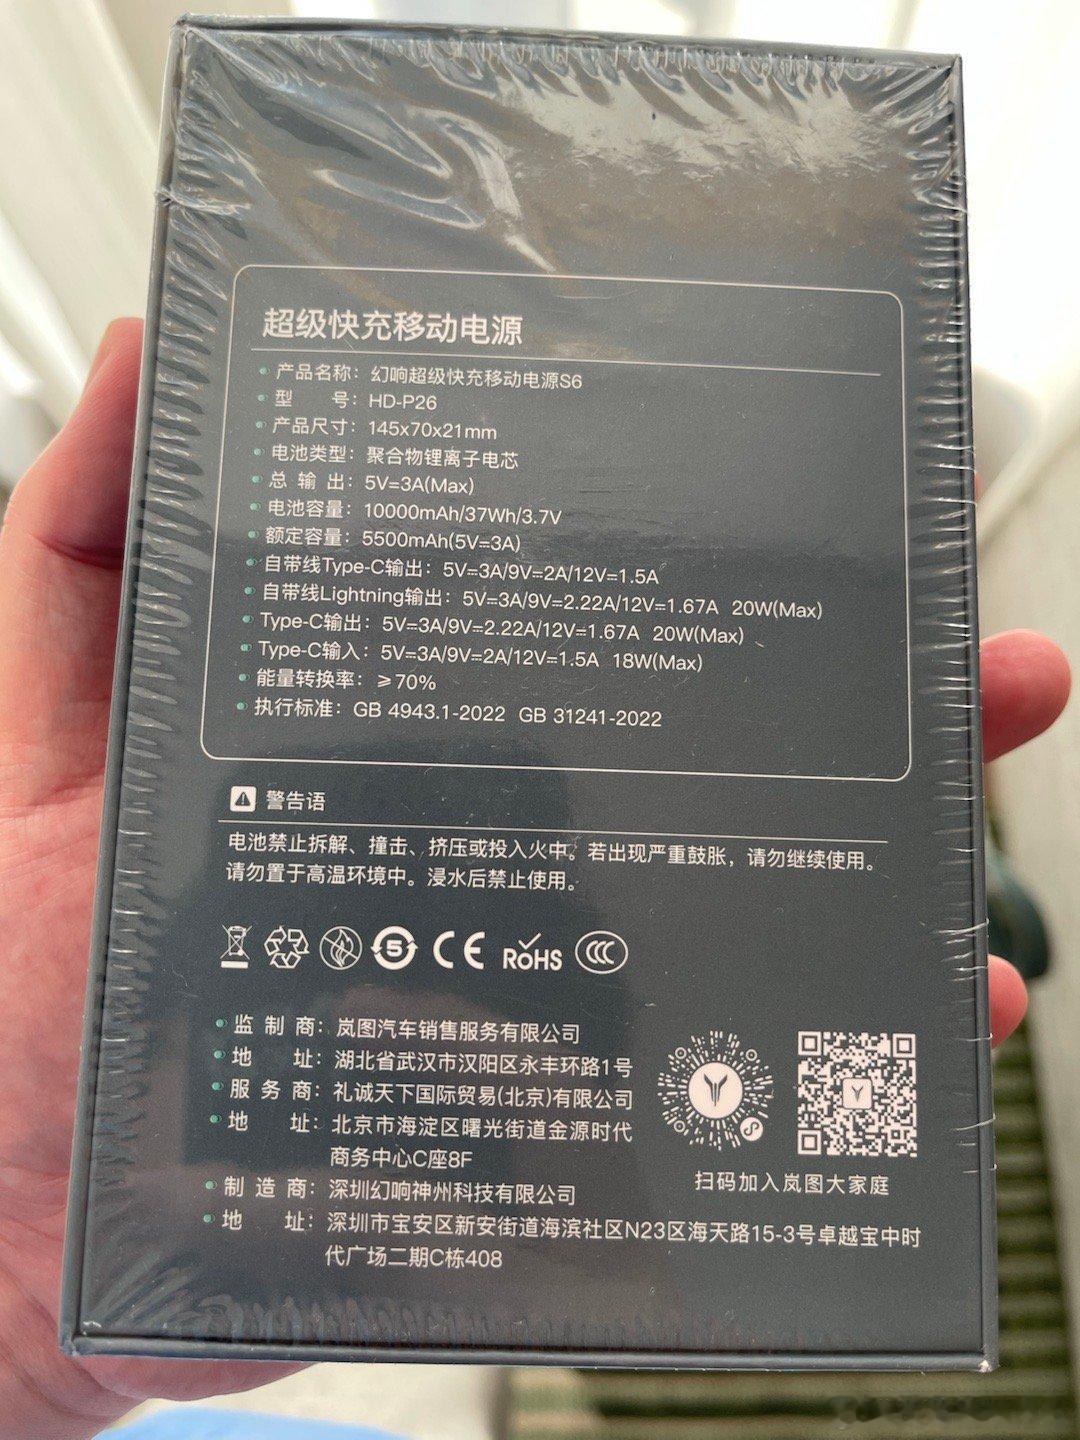 超级快充移动电源
产品名称：幻响超级快充移动电源S6
型 号：HD-P26
产品尺寸：145x70x21mm
电池类型：聚合物锂离子电芯
总 输 出：5V=3A(Max)
电池容量：10000mAh/37Wh/3.7V
额定容量：5500mAh(5V=3A)
自带线Type-C输出：5V=3A/9V=2A/12V=1.5A
自带线Lightning输出：5V=3A/9V=2.22A/12V=1.67A 20W(Max)
Type-C输出：5V=3A/9V=2.22A/12V=1.67A 20W(Max)
Type-C输入：5V=3A/9V=2A/12V=1.5A 18W(Max)
能量转换率：≥70%
执行标准：GB 4943.1-2022 GB 31241-2022
警告语
电池禁止拆解、撞击、挤压或投入火中。若出现严重鼓胀，请勿继续使用。
请勿置于高温环境中。浸水后禁止使用。
5 CE RoHS CCC
监 制 商：岚图汽车销售服务有限公司
地 址：湖北省武汉市汉阳区永丰环路1号
服 务 商：礼诚天下国际贸易(北京)有限公司
地 址：北京市海淀区曙光街道金源时代
商务中心C座8F
扫码加入岚图大家庭
制 造 商：深圳幻响神州科技有限公司
地 址：深圳市宝安区新安街道海滨社区N23区海天路15-3号卓越宝中时
代广场二期C栋408